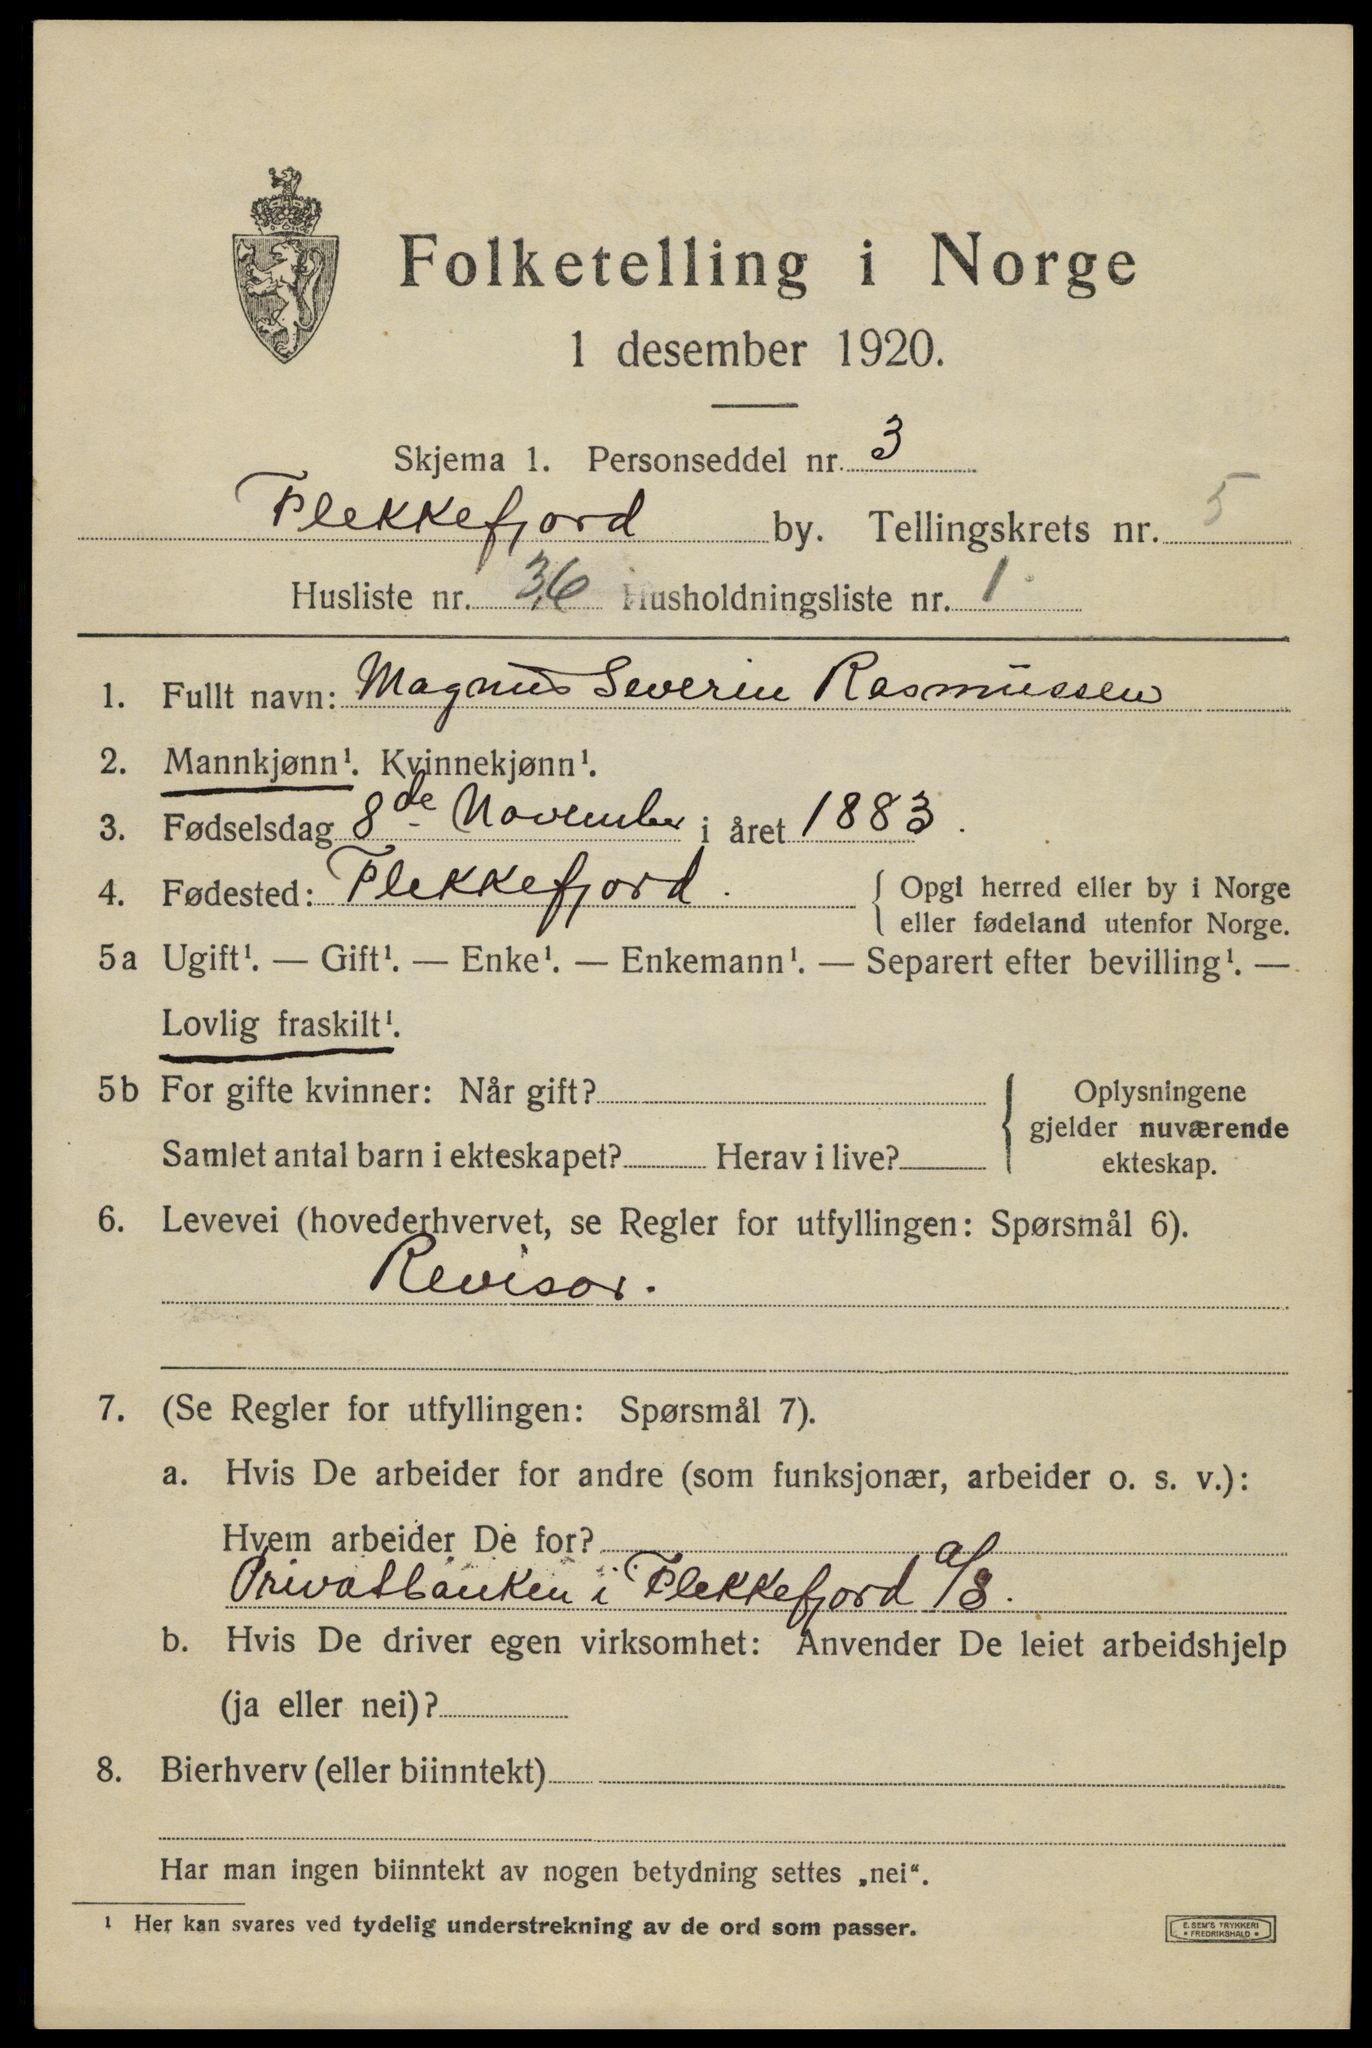 Folketelling i Norge
1 desember 1920.
Skjema 1. Personseddel nr. 3
Flekkefjord by. Tellingskrets nr. 5
Husliste nr. 36 Husholdningsliste nr. 1
1. Fullt navn: Magnus Severin Rasmussen
2. Mannkjønn¹. Kvinnekjønn¹.
3. Fødselsdag 8de November i året 1883.
4. Fødested: Flekkefjord. { Opgi herred eller by i Norge
eller fødeland utenfor Norge.
5a Ugift¹. — Gift¹. — Enke¹. — Enkemann¹. — Separert efter bevilling¹. —
Lovlig fraskilt¹.
5b For gifte kvinner: Når gift? { Oplysningene
gjelder nuværende
Samlet antal barn i ekteskapet? Herav i live? ekteskap.
6. Levevei (hovederhvervet, se Regler for utfyllingen: Spørsmål 6).
Revisor.
7. (Se Regler for utfyllingen: Spørsmål 7).
a. Hvis De arbeider for andre (som funksjonær, arbeider o. s. v.):
Hvem arbeider De for?
Privatbanken i Flekkefjord a/s.
b. Hvis De driver egen virksomhet: Anvender De leiet arbeidshjelp
(ja eller nei)?
8. Bierhverv (eller biinntekt)
Har man ingen biinntekt av nogen betydning settes „nei“.
¹ Her kan svares ved tydelig understrekning av de ord som passer.
E. SEM'S TRYKKERI
* FREDRIKSHALD *